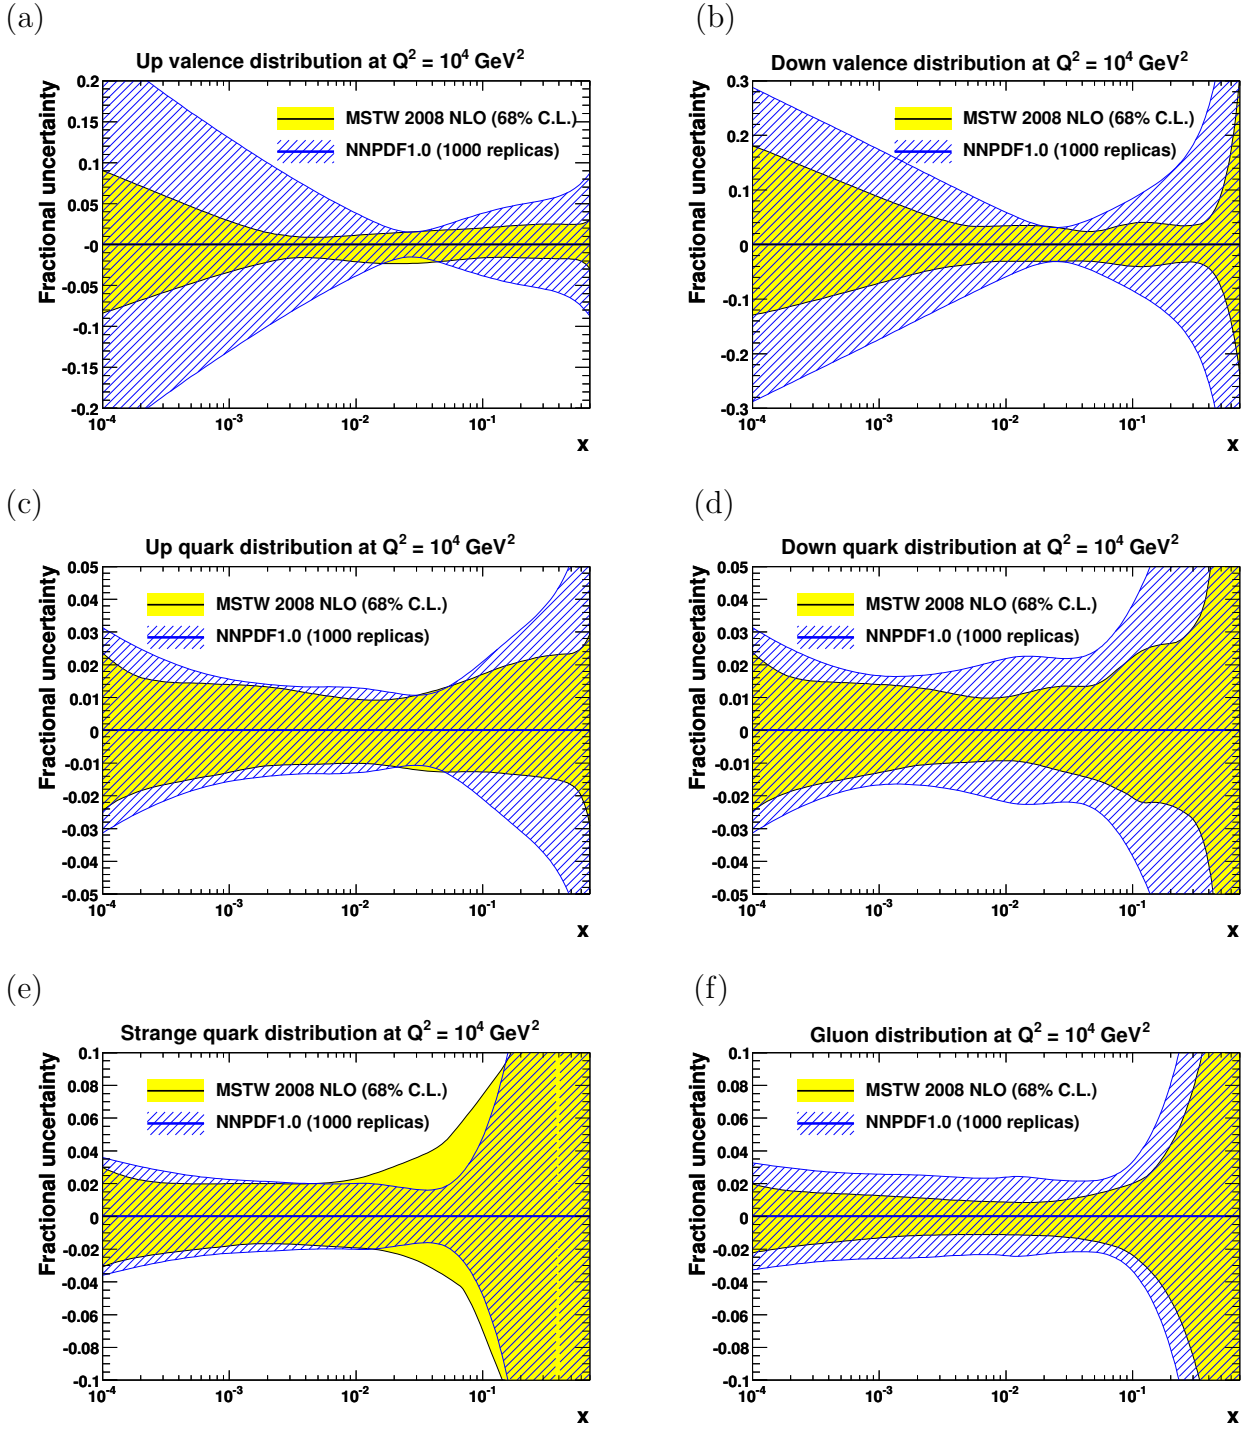 (a)
Up valence distribution at Q² = 10⁴ GeV²
Fractional uncertainty
0.2
0.15
0.1
0.05
-0
-0.05
-0.1
-0.15
-0.2
MSTW 2008 NLO (68% C.L.)
NNPDF1.0 (1000 replicas)
10⁻⁴ 10⁻³ 10⁻² 10⁻¹
x
(b)
Down valence distribution at Q² = 10⁴ GeV²
Fractional uncertainty
0.3
0.2
0.1
0
-0.1
-0.2
-0.3
MSTW 2008 NLO (68% C.L.)
NNPDF1.0 (1000 replicas)
10⁻⁴ 10⁻³ 10⁻² 10⁻¹
x
(c)
Up quark distribution at Q² = 10⁴ GeV²
Fractional uncertainty
0.05
0.04
0.03
0.02
0.01
0
-0.01
-0.02
-0.03
-0.04
-0.05
MSTW 2008 NLO (68% C.L.)
NNPDF1.0 (1000 replicas)
10⁻⁴ 10⁻³ 10⁻² 10⁻¹
x
(d)
Down quark distribution at Q² = 10⁴ GeV²
Fractional uncertainty
0.05
0.04
0.03
0.02
0.01
0
-0.01
-0.02
-0.03
-0.04
-0.05
MSTW 2008 NLO (68% C.L.)
NNPDF1.0 (1000 replicas)
10⁻⁴ 10⁻³ 10⁻² 10⁻¹
x
(e)
Strange quark distribution at Q² = 10⁴ GeV²
Fractional uncertainty
0.1
0.08
0.06
0.04
0.02
0
-0.02
-0.04
-0.06
-0.08
-0.1
MSTW 2008 NLO (68% C.L.)
NNPDF1.0 (1000 replicas)
10⁻⁴ 10⁻³ 10⁻² 10⁻¹
x
(f)
Gluon distribution at Q² = 10⁴ GeV²
Fractional uncertainty
0.1
0.08
0.06
0.04
0.02
0
-0.02
-0.04
-0.06
-0.08
-0.1
MSTW 2008 NLO (68% C.L.)
NNPDF1.0 (1000 replicas)
10⁻⁴ 10⁻³ 10⁻² 10⁻¹
x